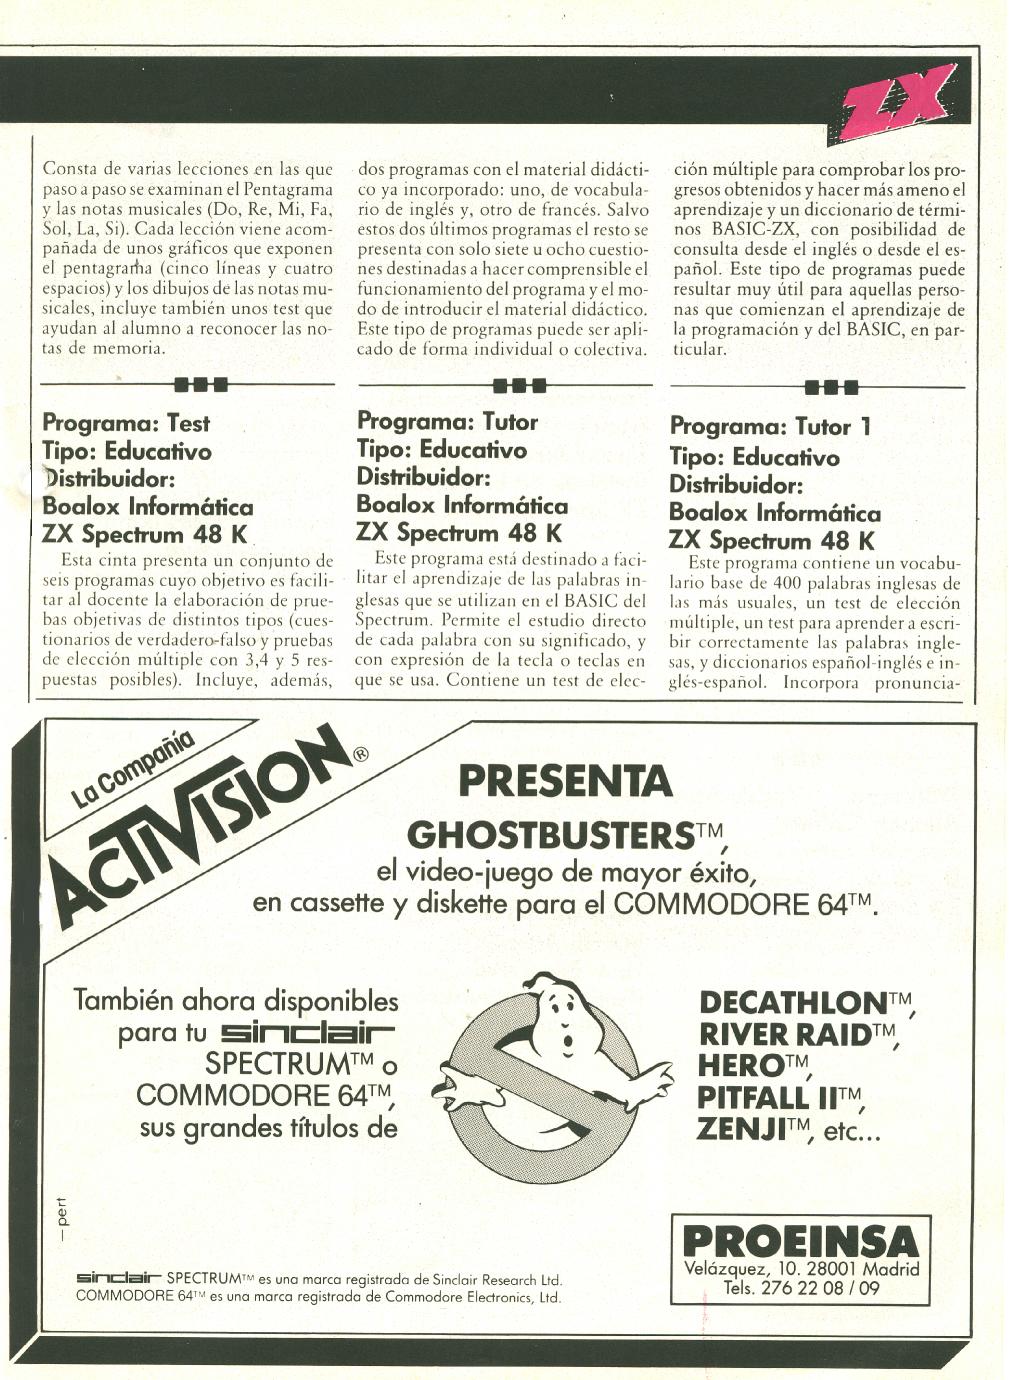 ZX
Consta de varias lecciones en las que
paso a paso se examinan el Pentagrama
y las notas musicales (Do, Re, Mi, Fa,
Sol, La, Si). Cada lección viene acom-
pañada de unos gráficos que exponen
el pentagrama (cinco líneas y cuatro
espacios) y los dibujos de las notas mu-
sicales, incluye también unos test que
ayudan al alumno a reconocer las no-
tas de memoria.
Programa: Test
Tipo: Educativo
Distribuidor:
Boalox Informática
ZX Spectrum 48 K
Esta cinta presenta un conjunto de
seis programas cuyo objetivo es facili-
tar al docente la elaboración de prue-
bas objetivas de distintos tipos (cues-
tionarios de verdadero-falso y pruebas
de elección múltiple con 3,4 y 5 res-
puestas posibles). Incluye, además,
dos programas con el material didácti-
co ya incorporado: uno, de vocabula-
rio de inglés y, otro de francés. Salvo
estos dos últimos programas el resto se
presenta con solo siete u ocho cuestio-
nes destinadas a hacer comprensible el
funcionamiento del programa y el mo-
do de introducir el material didáctico.
Este tipo de programas puede ser apli-
cado de forma individual o colectiva.
Programa: Tutor
Tipo: Educativo
Distribuidor:
Boalox Informática
ZX Spectrum 48 K
Este programa está destinado a faci-
litar el aprendizaje de las palabras in-
glesas que se utilizan en el BASIC del
Spectrum. Permite el estudio directo
de cada palabra con su significado, y
con expresión de la tecla o teclas en
que se usa. Contiene un test de elec-
ción múltiple para comprobar los pro-
gresos obtenidos y hacer más ameno el
aprendizaje y un diccionario de térmi-
nos BASIC-ZX, con posibilidad de
consulta desde el inglés o desde el es-
pañol. Este tipo de programas puede
resultar muy útil para aquellas perso-
nas que comienzan el aprendizaje de
la programación y del BASIC, en par-
ticular.
Programa: Tutor 1
Tipo: Educativo
Distribuidor:
Boalox Informática
ZX Spectrum 48 K
Este programa contiene un vocabu-
lario base de 400 palabras inglesas de
las más usuales, un test de elección
múltiple, un test para aprender a escri-
bir correctamente las palabras ingle-
sas, y diccionarios español-inglés e in-
glés-español. Incorpora pronuncia-
La Compañía
ACTIVISION®
PRESENTA
GHOSTBUSTERS™,
el video-juego de mayor éxito,
en cassette y diskette para el COMMODORE 64™.
También ahora disponibles
para tu sinclair
SPECTRUM™ o
COMMODORE 64™,
sus grandes títulos de
DECATHLON™,
RIVER RAID™,
HERO™,
PITFALL II™,
ZENJI™, etc...
— pert
sinclair SPECTRUM™ es una marca registrada de Sinclair Research Ltd.
COMMODORE 64™ es una marca registrada de Commodore Electronics, Ltd.
PROEINSA
Velázquez, 10. 28001 Madrid
Tels. 276 22 08 / 09